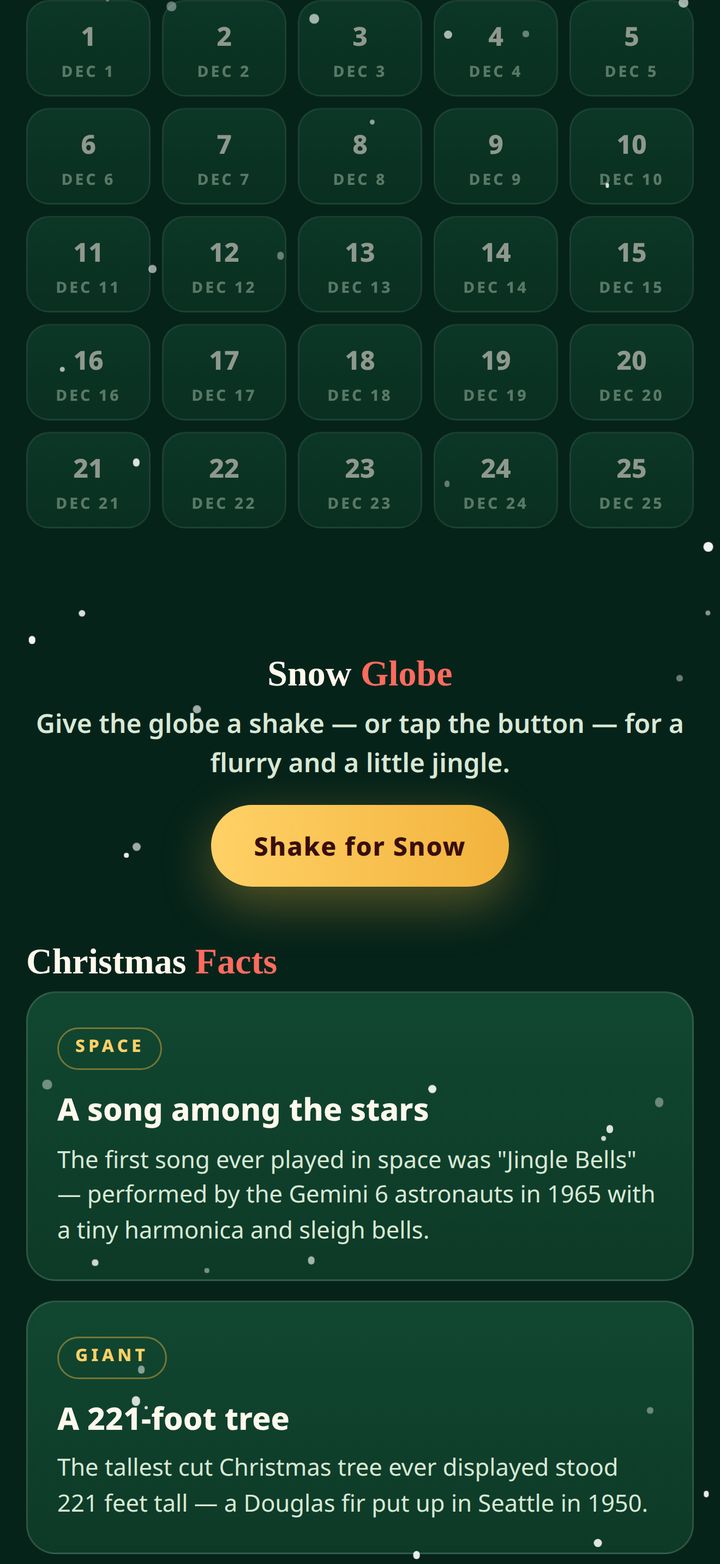 1 2 3 4 5
DEC 1 DEC 2 DEC 3 DEC 4 DEC 5
6 7 8 9 10
DEC 6 DEC 7 DEC 8 DEC 9 DEC 10
11 12 13 14 15
DEC 11 DEC 12 DEC 13 DEC 14 DEC 15
16 17 18 19 20
DEC 16 DEC 17 DEC 18 DEC 19 DEC 20
21 22 23 24 25
DEC 21 DEC 22 DEC 23 DEC 24 DEC 25
Snow Globe
Give the globe a shake — or tap the button — for a
flurry and a little jingle.
Shake for Snow
Christmas Facts
SPACE
A song among the stars
The first song ever played in space was "Jingle Bells"
— performed by the Gemini 6 astronauts in 1965 with
a tiny harmonica and sleigh bells.
GIANT
A 221-foot tree
The tallest cut Christmas tree ever displayed stood
221 feet tall — a Douglas fir put up in Seattle in 1950.